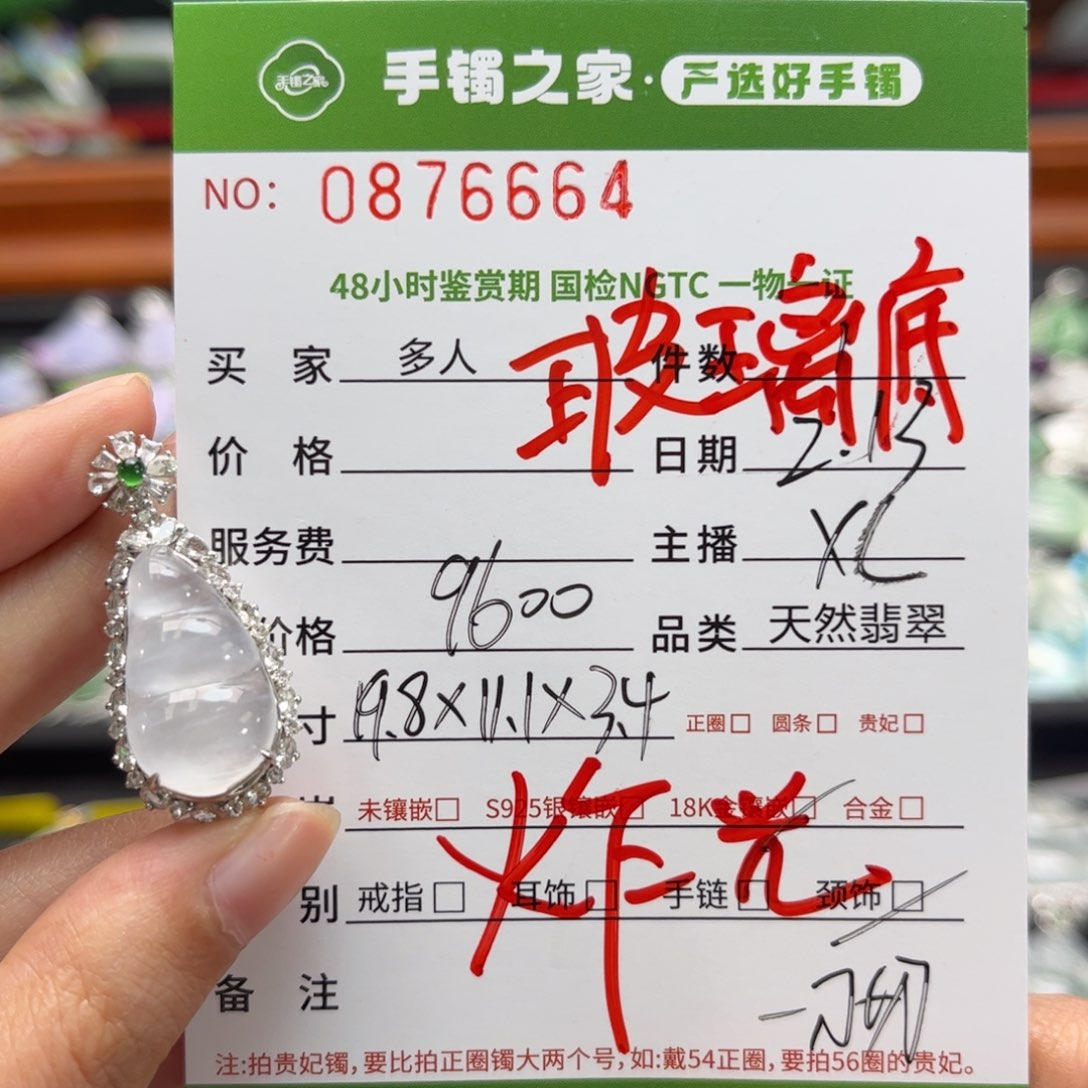 手镯之家
手镯之家·严选好手镯
NO: 0876664
48小时鉴赏期 国检NGTC 一物一证
玻璃底
买 家 多人 件数 1
价 格 日期 2.13
服务费 主播 XC
价格 9600 品类 天然翡翠
寸 19.8×11.1×3.4 正圈□ 圆条□ 贵妃□
未镶嵌□ S925银镶嵌□ 18K金镶嵌□ 合金□
炸光
别 戒指□ 耳饰□ 手链□ 颈饰□
备 注
注:拍贵妃镯,要比拍正圈镯大两个号,如:戴54正圈,要拍56圈的贵妃。